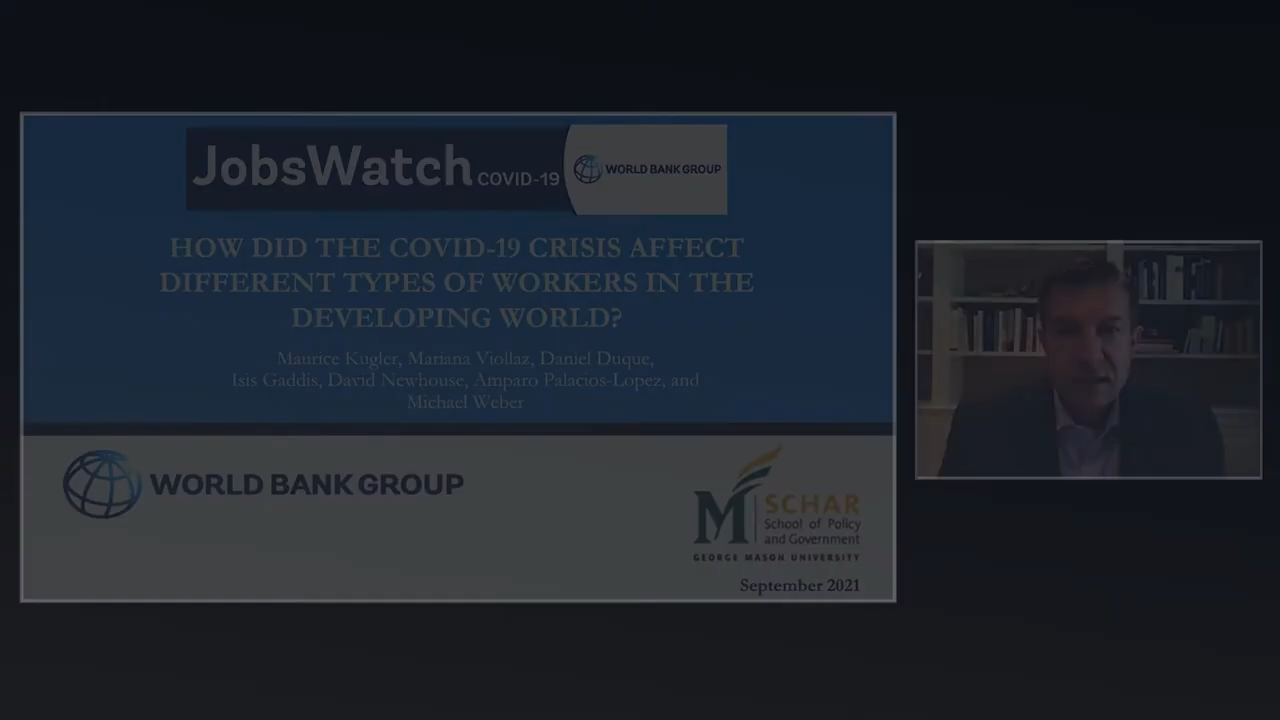 JobsWatch COVID-19 WORLD BANK GROUP
HOW DID THE COVID-19 CRISIS AFFECT
DIFFERENT TYPES OF WORKERS IN THE
DEVELOPING WORLD?
Maurice Kugler, Mariana Viollaz, Daniel Duque,
Isis Gaddis, David Newhouse, Amparo Palacios-Lopez, and
Michael Weber
WORLD BANK GROUP
M SCHAR
School of Policy
and Government
GEORGE MASON UNIVERSITY
September 2021